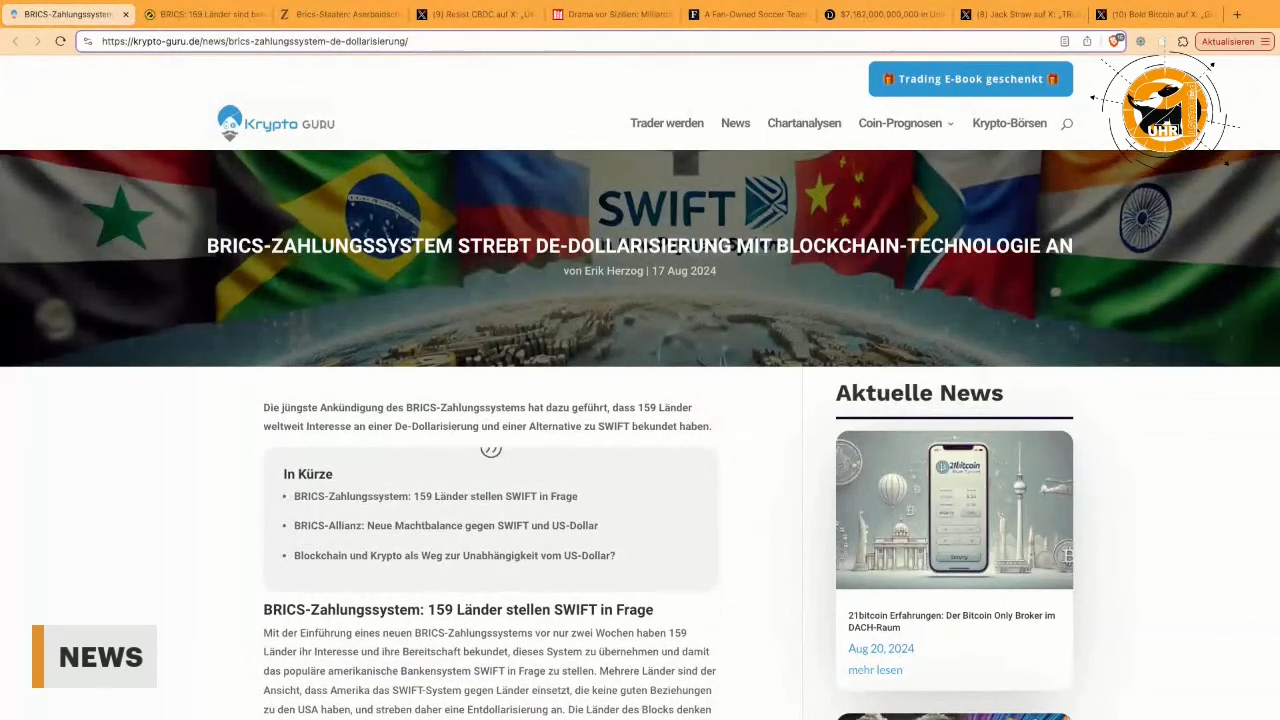 BRICS-Zahlungssystem
BRICS: 159 Länder sind ber
Brics-Staaten: Aserbaidsch
(9) Resist CBDC auf X: „U
Drama vor Sizilien: Milliardä
A Fan-Owned Soccer Team
$7,162,000,000,000 in Un
(8) Jack Straw auf X: „TRU
(10) Bold Bitcoin auf X:
https://krypto-guru.de/news/brics-zahlungssystem-de-dollarisierung/
Aktualisieren
Trading E-Book geschenkt
Krypto GURU
Trader werden
News
Chartanalysen
Coin-Prognosen
Krypto-Börsen
UHR
SWIFT
BRICS-ZAHLUNGSSYSTEM STREBT DE-DOLLARISIERUNG MIT BLOCKCHAIN-TECHNOLOGIE AN
von Erik Herzog | 17 Aug 2024
Die jüngste Ankündigung des BRICS-Zahlungssystems hat dazu geführt, dass 159 Länder
weltweit Interesse an einer De-Dollarisierung und einer Alternative zu SWIFT bekundet haben.
In Kürze
BRICS-Zahlungssystem: 159 Länder stellen SWIFT in Frage
BRICS-Allianz: Neue Machtbalance gegen SWIFT und US-Dollar
Blockchain und Krypto als Weg zur Unabhängigkeit vom US-Dollar?
BRICS-Zahlungssystem: 159 Länder stellen SWIFT in Frage
Mit der Einführung eines neuen BRICS-Zahlungssystems vor nur zwei Wochen haben 159
Länder ihr Interesse und ihre Bereitschaft bekundet, dieses System zu übernehmen und damit
das populäre amerikanische Bankensystem SWIFT in Frage zu stellen. Mehrere Länder sind der
Ansicht, dass Amerika das SWIFT-System gegen Länder einsetzt, die keine guten Beziehungen
zu den USA haben, und streben daher eine Entdollarisierung an. Die Länder des Blocks denken
Aktuelle News
21bitcoin
21bitcoin Erfahrungen: Der Bitcoin Only Broker im
DACH-Raum
Aug 20, 2024
mehr lesen
NEWS